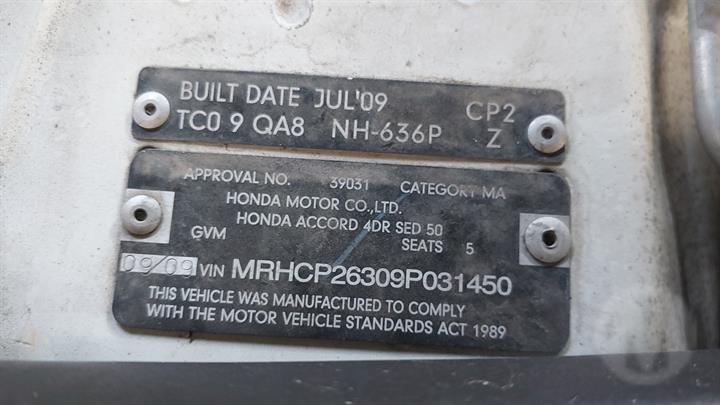 BUILT DATE JUL'09 CP2
TC0 9 QA8 NH-636P Z
APPROVAL NO. 39031 CATEGORY MA
HONDA MOTOR CO.,LTD.
HONDA ACCORD 4DR SED 50
GVM SEATS 5
09/09 VIN MRHCP26309P031450
THIS VEHICLE WAS MANUFACTURED TO COMPLY
WITH THE MOTOR VEHICLE STANDARDS ACT 1989